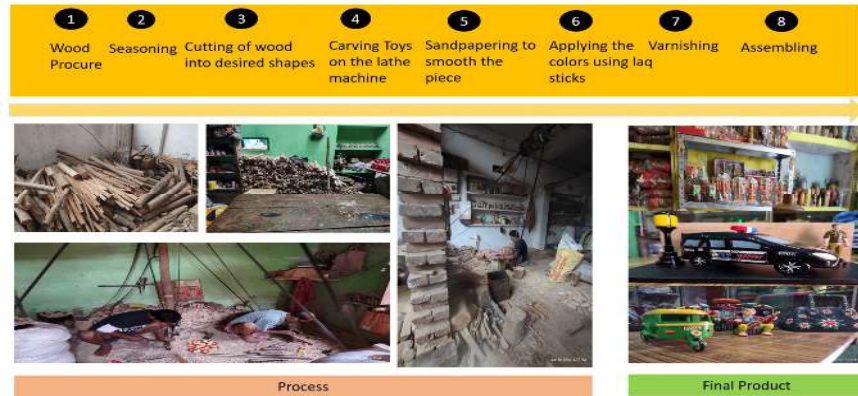 1
Wood
Procure
2
Seasoning
3
Cutting of wood
into desired shapes
4
Carving Toys
on the lathe
machine
5
Sandpapering to
smooth the
piece
6
Applying the
colors using laq
sticks
7
Varnishing
8
Assembling
Process
Final Product